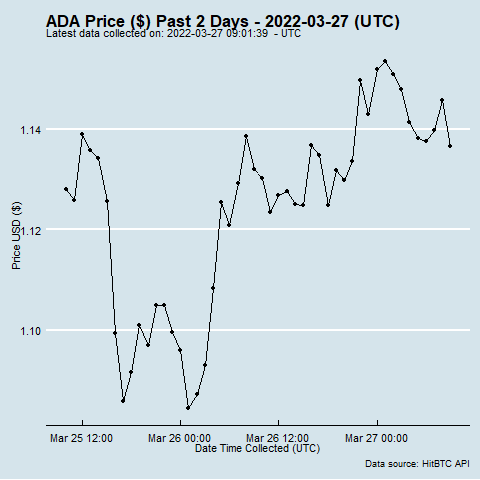 ADA Price ($) Past 2 Days - 2022-03-27 (UTC)
Latest data collected on: 2022-03-27 09:01:39 - UTC
1.14
1.12
1.10
Price USD ($)
Mar 25 12:00 Mar 26 00:00 Mar 26 12:00 Mar 27 00:00
Date Time Collected (UTC)
Data source: HitBTC API